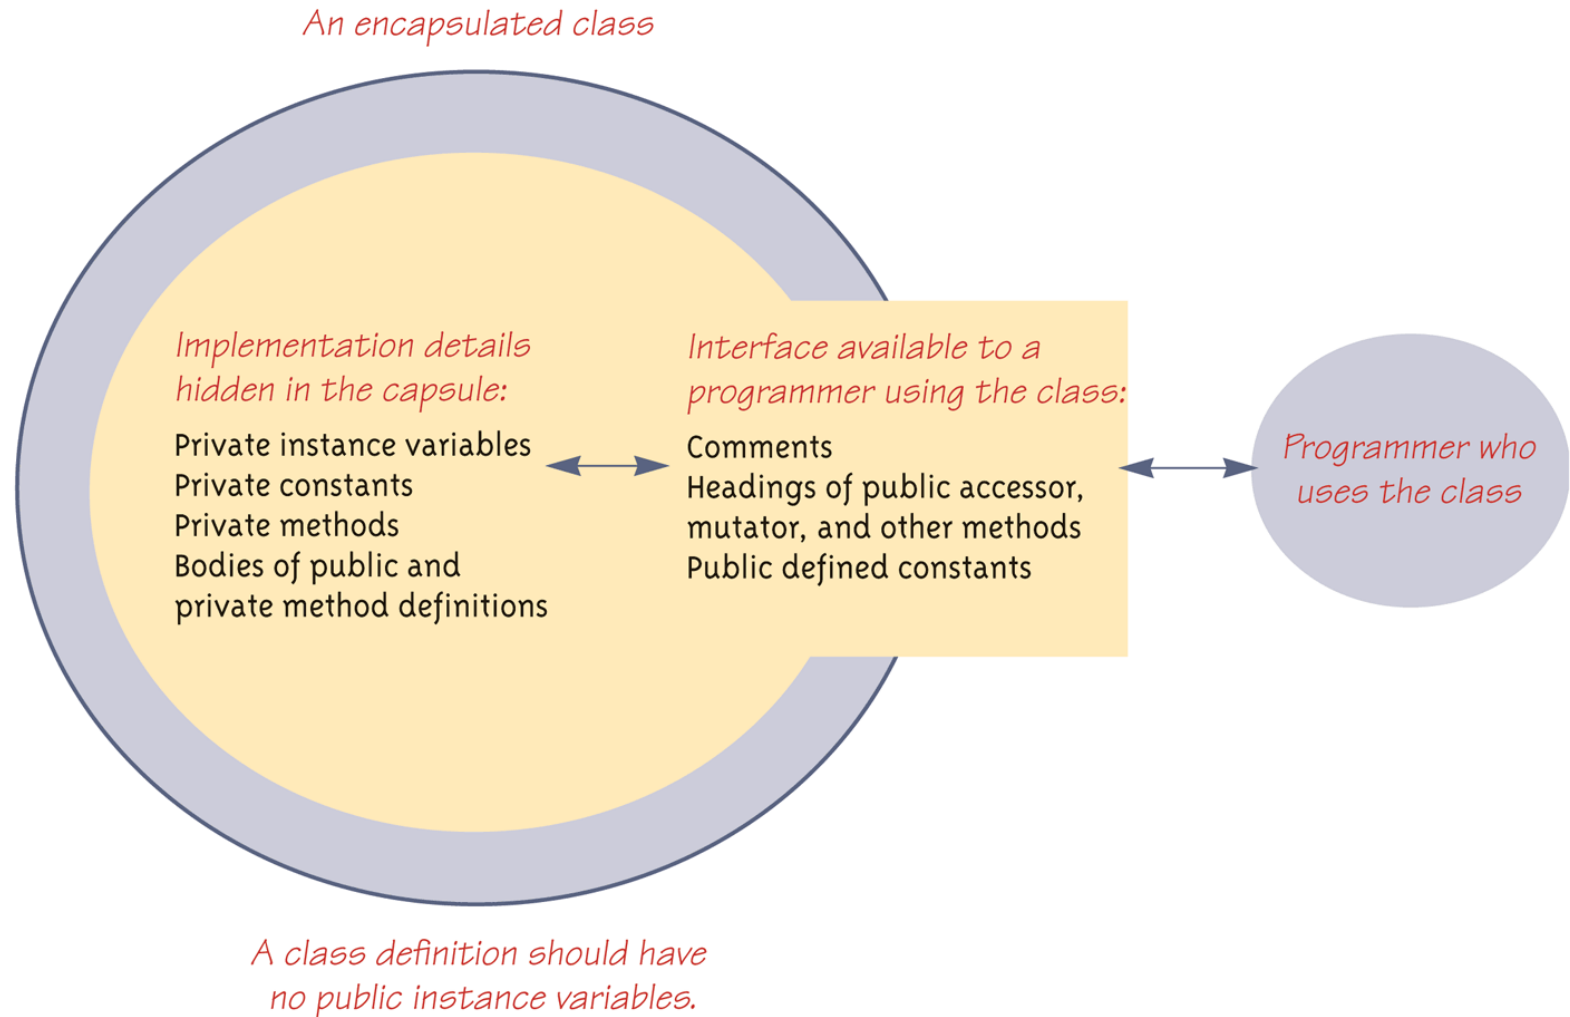 An encapsulated class
Implementation details
hidden in the capsule:
Private instance variables
Private constants
Private methods
Bodies of public and
private method definitions
Interface available to a
programmer using the class:
Comments
Headings of public accessor,
mutator, and other methods
Public defined constants
Programmer who
uses the class
A class definition should have
no public instance variables.